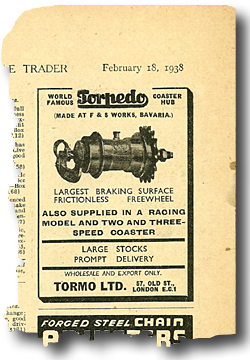 E TRADER February 18, 1938
WORLD FAMOUS Torpedo COASTER HUB
(MADE AT F & S WORKS, BAVARIA.)
LARGEST BRAKING SURFACE
FRICTIONLESS FREEWHEEL
ALSO SUPPLIED IN A RACING
MODEL AND TWO AND THREE-
SPEED COASTER
LARGE STOCKS
PROMPT DELIVERY
WHOLESALE AND EXPORT ONLY.
TORMO LTD. 57, OLD ST., LONDON E.C.1
FORGED STEEL CHAIN